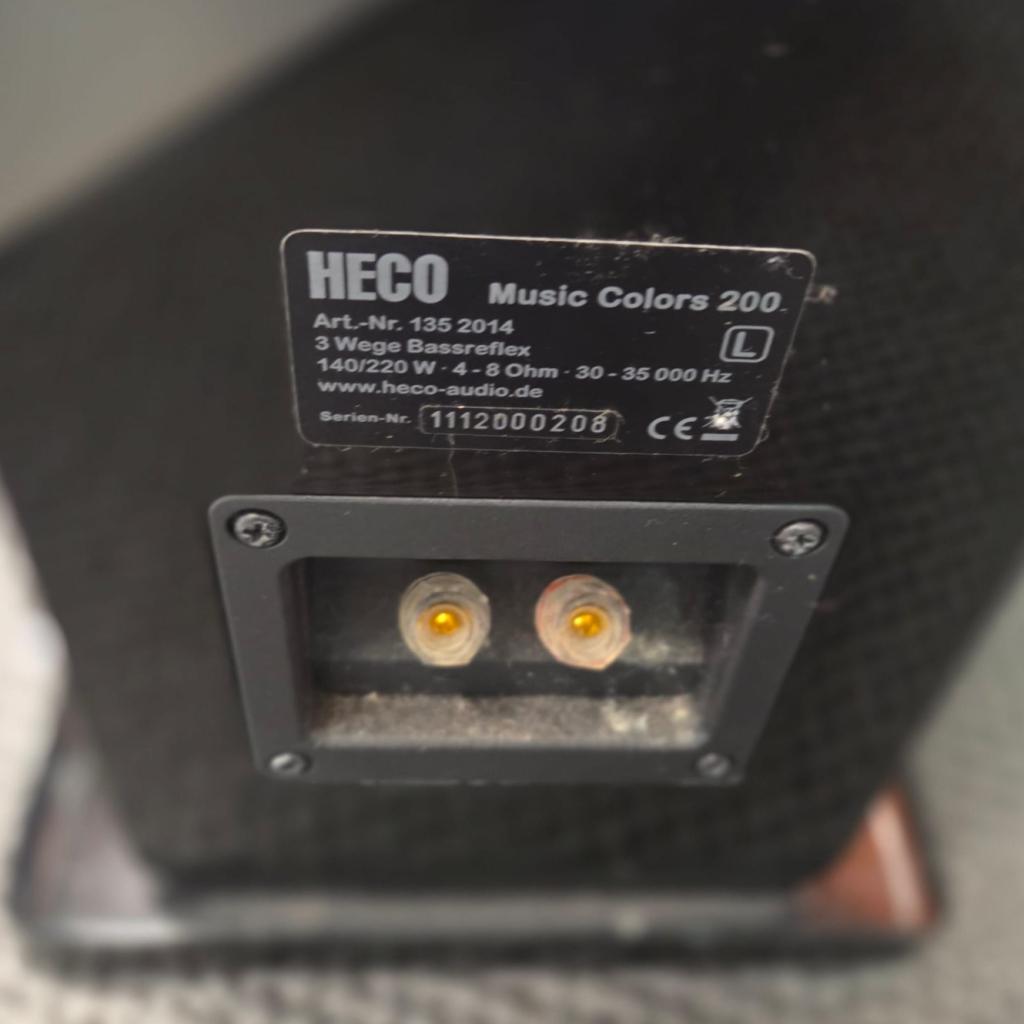 HECO Music Colors 200
Art.-Nr. 135 2014
3 Wege Bassreflex
L
140/220 W · 4 - 8 Ohm · 30 - 35 000 Hz
www.heco-audio.de
Serien-Nr. 1112000208 CE